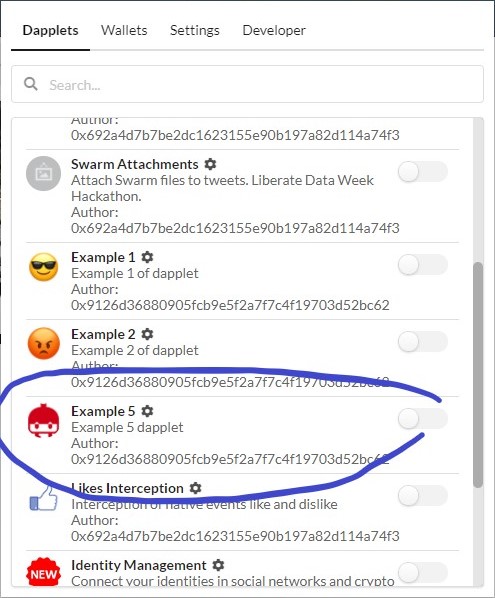 Dapplets Wallets Settings Developer
Search...
Author:
0x692a4d7b7be2dc1623155e90b197a82d114a74f3
Swarm Attachments
Attach Swarm files to tweets. Liberate Data Week
Hackathon.
Author:
0x692a4d7b7be2dc1623155e90b197a82d114a74f3
Example 1
Example 1 of dapplet
Author:
0x9126d36880905fcb9e5f2a7f7c4f19703d52bc62
Example 2
Example 2 of dapplet
Author:
0x9126d36880905fcb9e5f2a7f7c4f19703d52bc62
Example 5
Example 5 dapplet
Author:
0x9126d36880905fcb9e5f2a7f7c4f19703d52bc62
Likes Interception
Interception of native events like and dislike
Author:
0x692a4d7b7be2dc1623155e90b197a82d114a74f3
NEW
Identity Management
Connect your identities in social networks and crypto